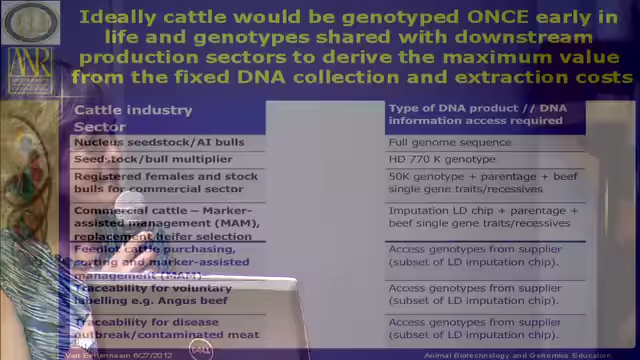 Ideally cattle would be genotyped ONCE early in
life and genotypes shared with downstream
production sectors to derive the maximum value
from the fixed DNA collection and extraction costs
ANR
Cattle industry
Sector
Type of DNA product // DNA
information access required
Nucleus seedstock/AI bulls
Full genome sequence
Seedstock/bull multiplier
HD 770 K genotype
Registered females and stock
bulls for commercial sector
50K genotype + parentage + beef
single gene traits/recessives
Commercial cattle – Marker-
assisted management (MAM),
replacement heifer selection
Imputation LD chip + parentage +
beef single gene traits/recessives
Feedlot cattle purchasing,
sorting and marker-assisted
management (MAM)
Access genotypes from supplier
(subset of LD imputation chip).
Traceability for voluntary
labelling e.g. Angus beef
Access genotypes from supplier
(subset of LD imputation chip).
Traceability for disease
outbreak/contaminated meat
Access genotypes from supplier
(subset of LD imputation chip).
Van Eenennaam 6/27/2012
DELL
Animal Biotechnology and Genomics Education